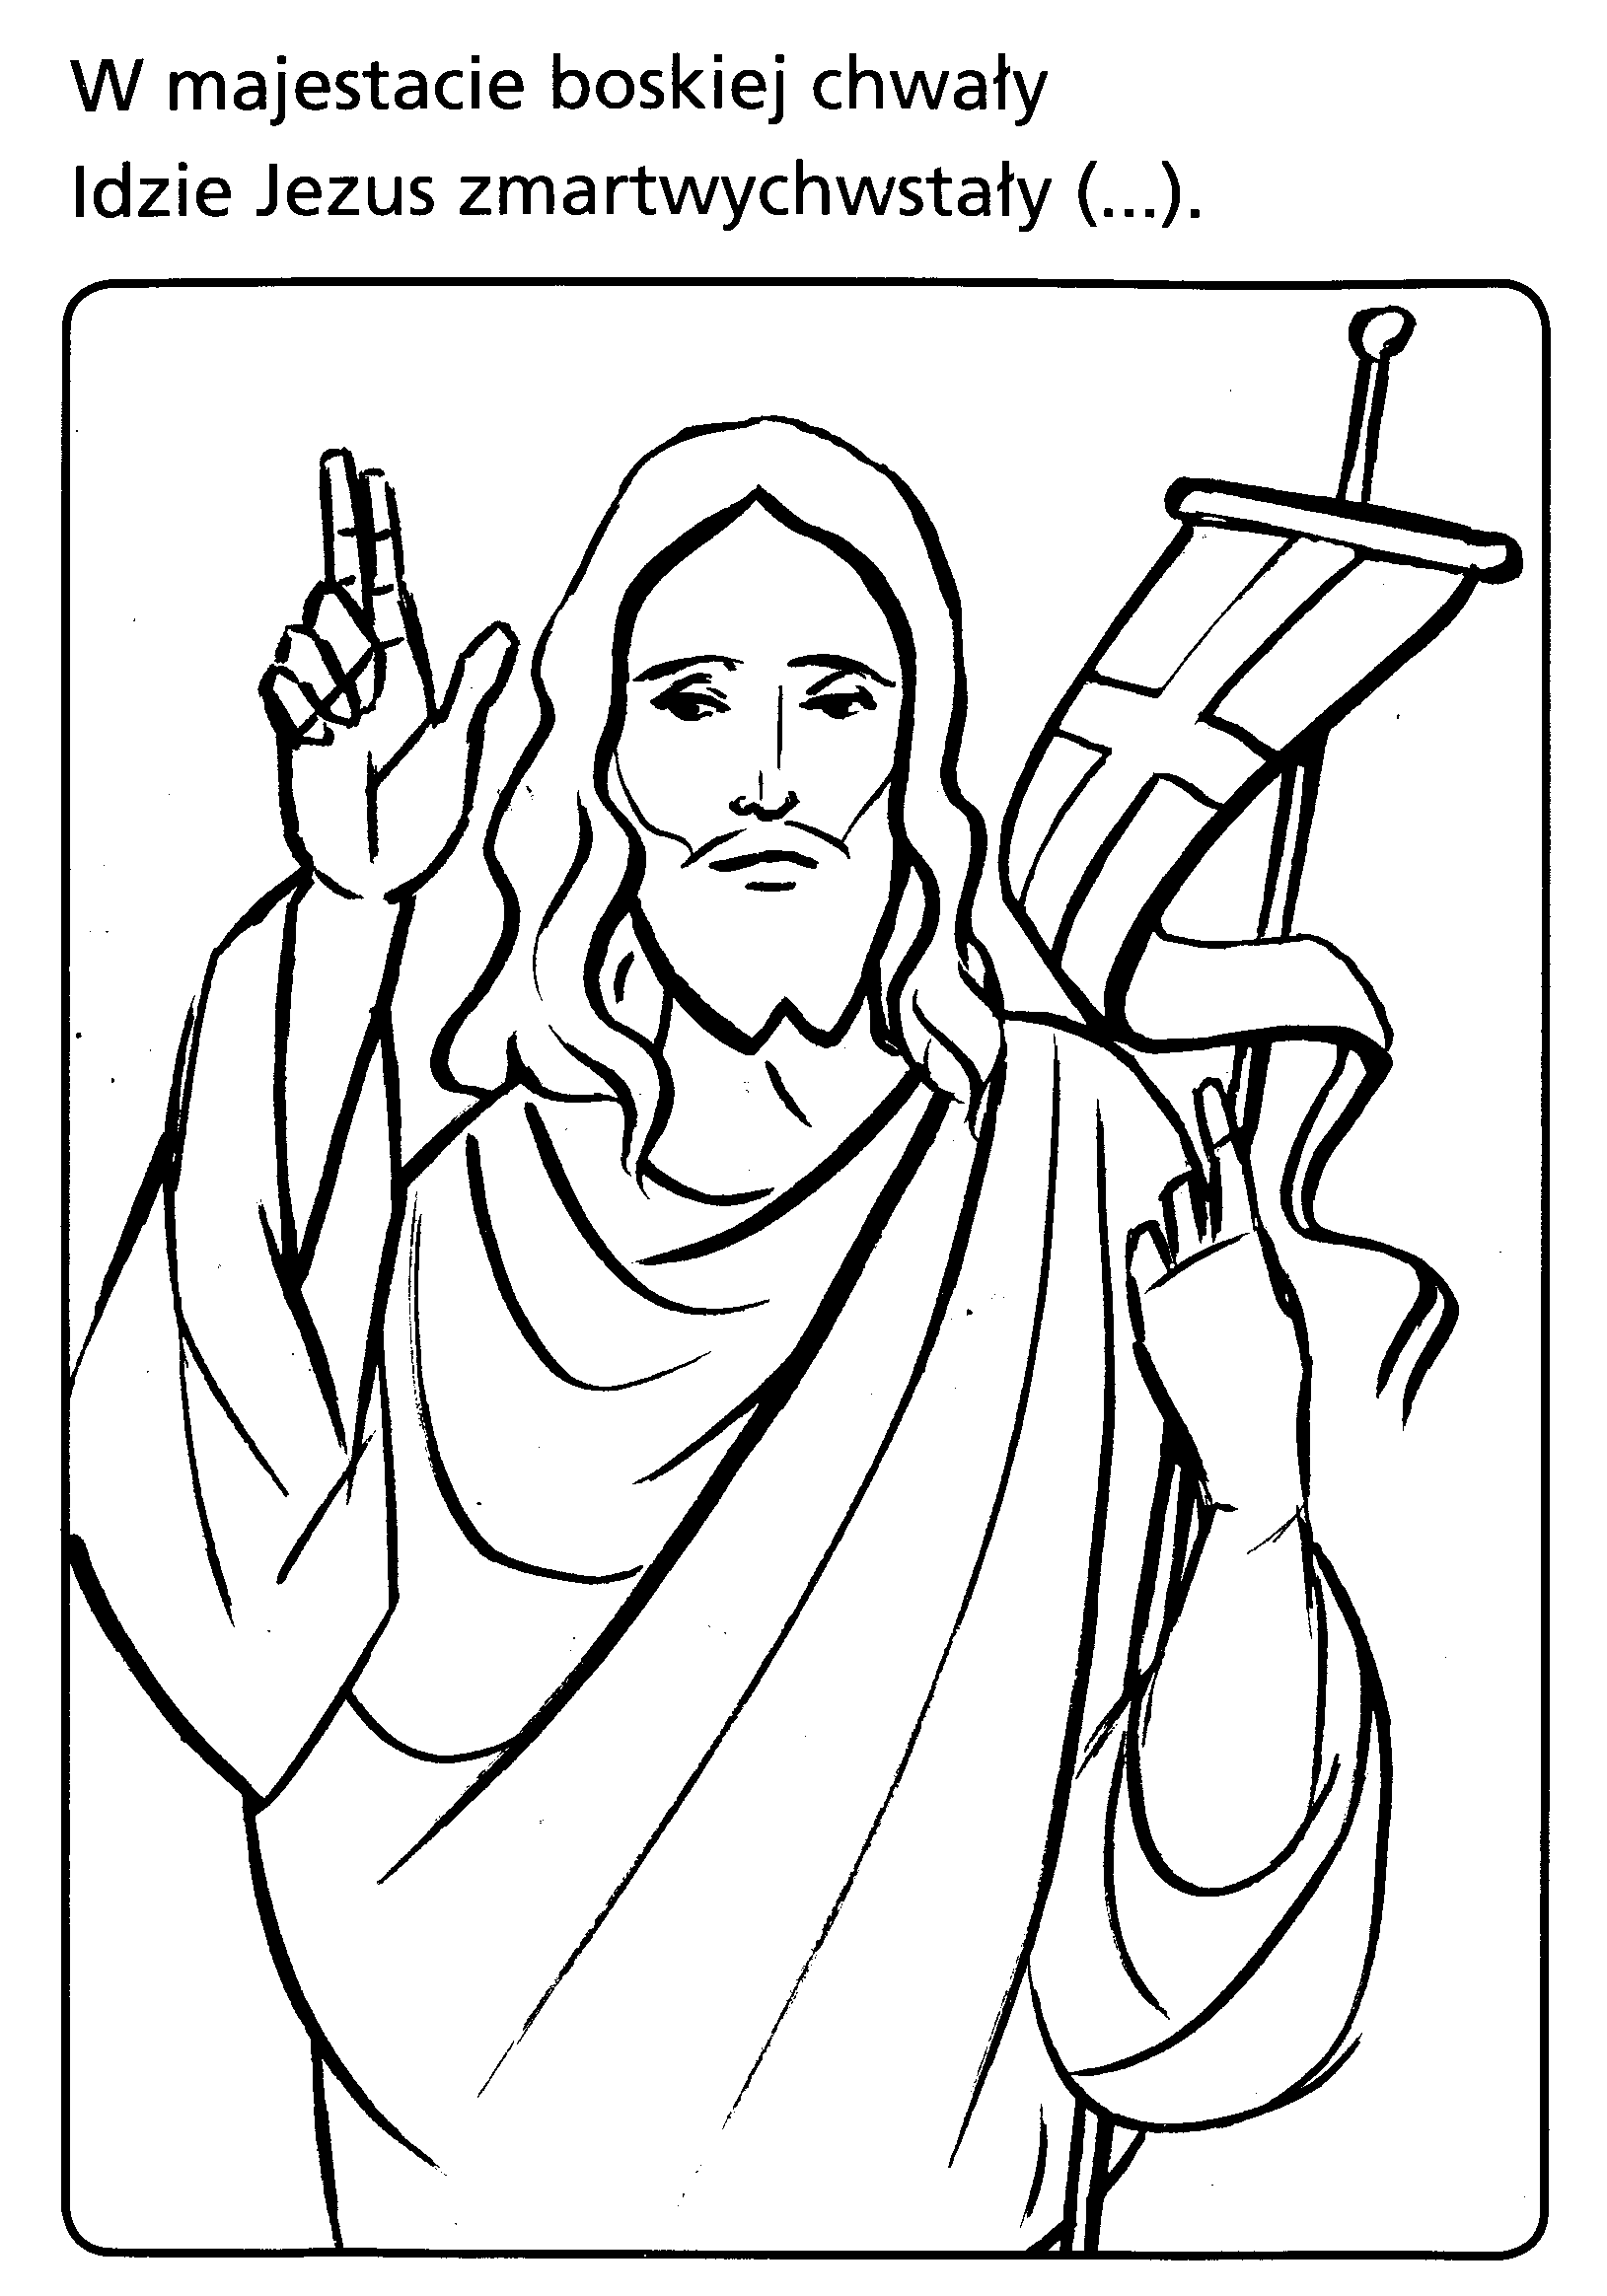 W majestacie boskiej chwały
Idzie Jezus zmartwychwstały (...).